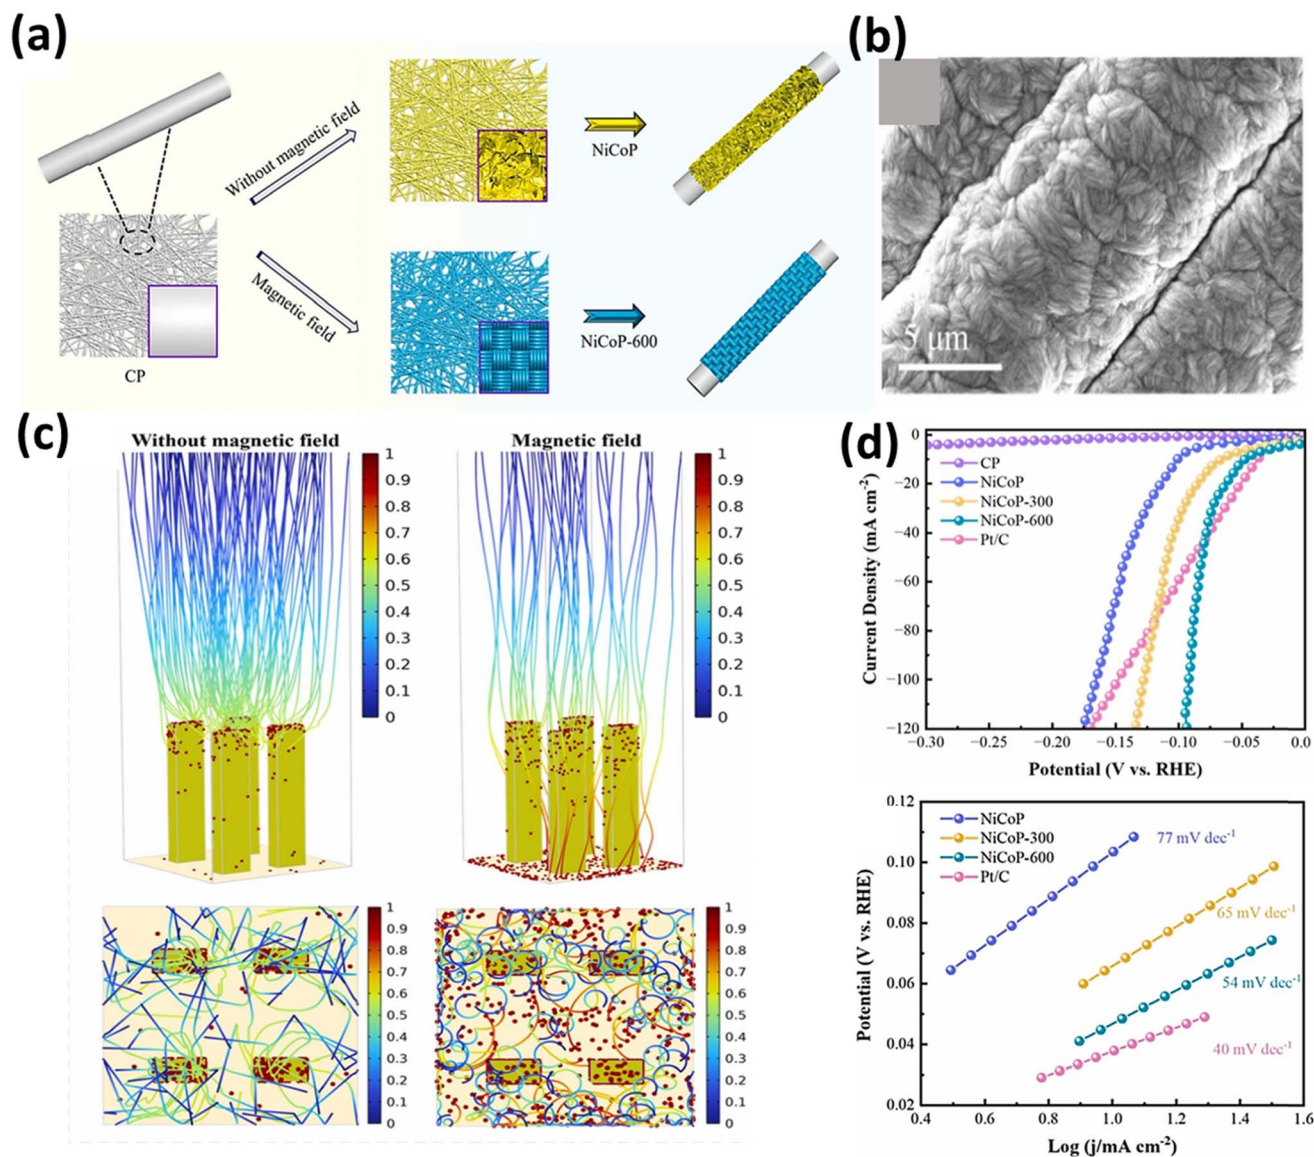 (a)
Without magnetic field
NiCoP
Magnetic field
NiCoP-600
CP
(b)
5 μm
(c)
Without magnetic field
1
0.9
0.8
0.7
0.6
0.5
0.4
0.3
0.2
0.1
0
Magnetic field
1
0.9
0.8
0.7
0.6
0.5
0.4
0.3
0.2
0.1
0
1
0.9
0.8
0.7
0.6
0.5
0.4
0.3
0.2
0.1
0
1
0.9
0.8
0.7
0.6
0.5
0.4
0.3
0.2
0.1
0
(d)
Current Density (mA cm⁻²)
0
−20
−40
−60
−80
−100
−120
CP
NiCoP
NiCoP-300
NiCoP-600
Pt/C
−0.30 −0.25 −0.20 −0.15 −0.10 −0.05 0.0
Potential (V vs. RHE)
Potential (V vs. RHE)
0.12
0.10
0.08
0.06
0.04
0.02
NiCoP
NiCoP-300
NiCoP-600
Pt/C
77 mV dec⁻¹
65 mV dec⁻¹
54 mV dec⁻¹
40 mV dec⁻¹
0.4 0.6 0.8 1.0 1.2 1.4 1.6
Log (j/mA cm⁻²)